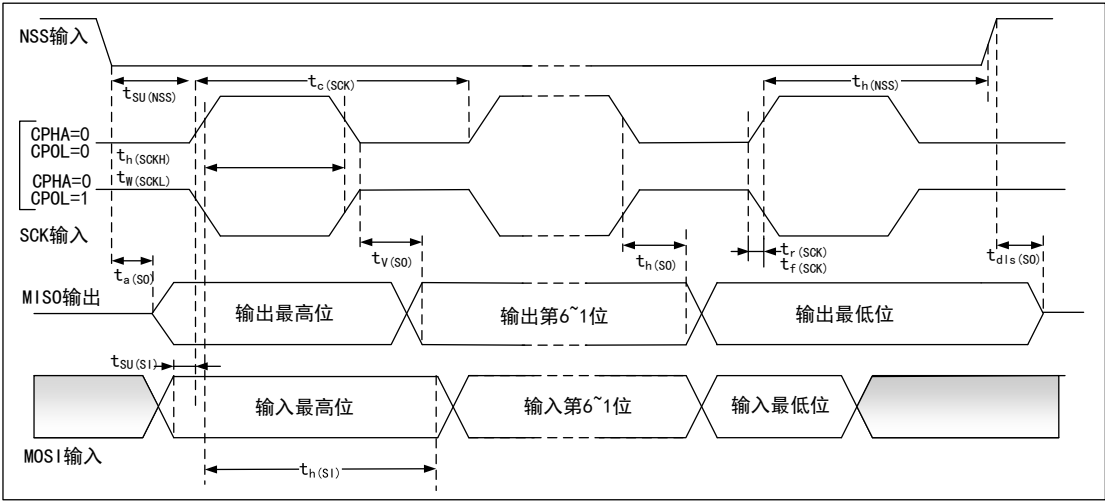 NSS输入
tSU(NSS)
tc(SCK)
th(NSS)
CPHA=0
CPOL=0
th(SCKH)
tW(SCKL)
CPHA=0
CPOL=1
SCK输入
ta(SO)
tV(SO)
th(SO)
tr(SCK)
tf(SCK)
tdls(SO)
MISO输出
输出最高位
输出第6~1位
输出最低位
tSU(SI)
输入最高位
输入第6~1位
输入最低位
MOSI输入
th(SI)